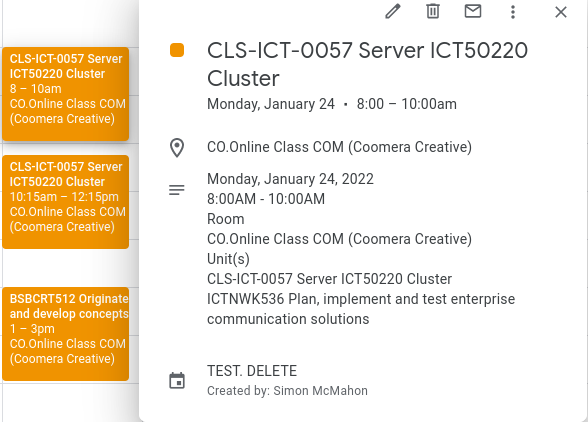 CLS-ICT-0057 Server
ICT50220 Cluster
8 – 10am
CO.Online Class COM
(Coomera Creative)
CLS-ICT-0057 Server
ICT50220 Cluster
10:15am – 12:15pm
CO.Online Class COM
(Coomera Creative)
BSBCRT512 Originate
and develop concepts
1 – 3pm
CO.Online Class COM
(Coomera Creative)
CLS-ICT-0057 Server ICT50220
Cluster
Monday, January 24 • 8:00 – 10:00am
CO.Online Class COM (Coomera Creative)
Monday, January 24, 2022
8:00AM - 10:00AM
Room
CO.Online Class COM (Coomera Creative)
Unit(s)
CLS-ICT-0057 Server ICT50220 Cluster
ICTNWK536 Plan, implement and test enterprise
communication solutions
TEST. DELETE
Created by: Simon McMahon